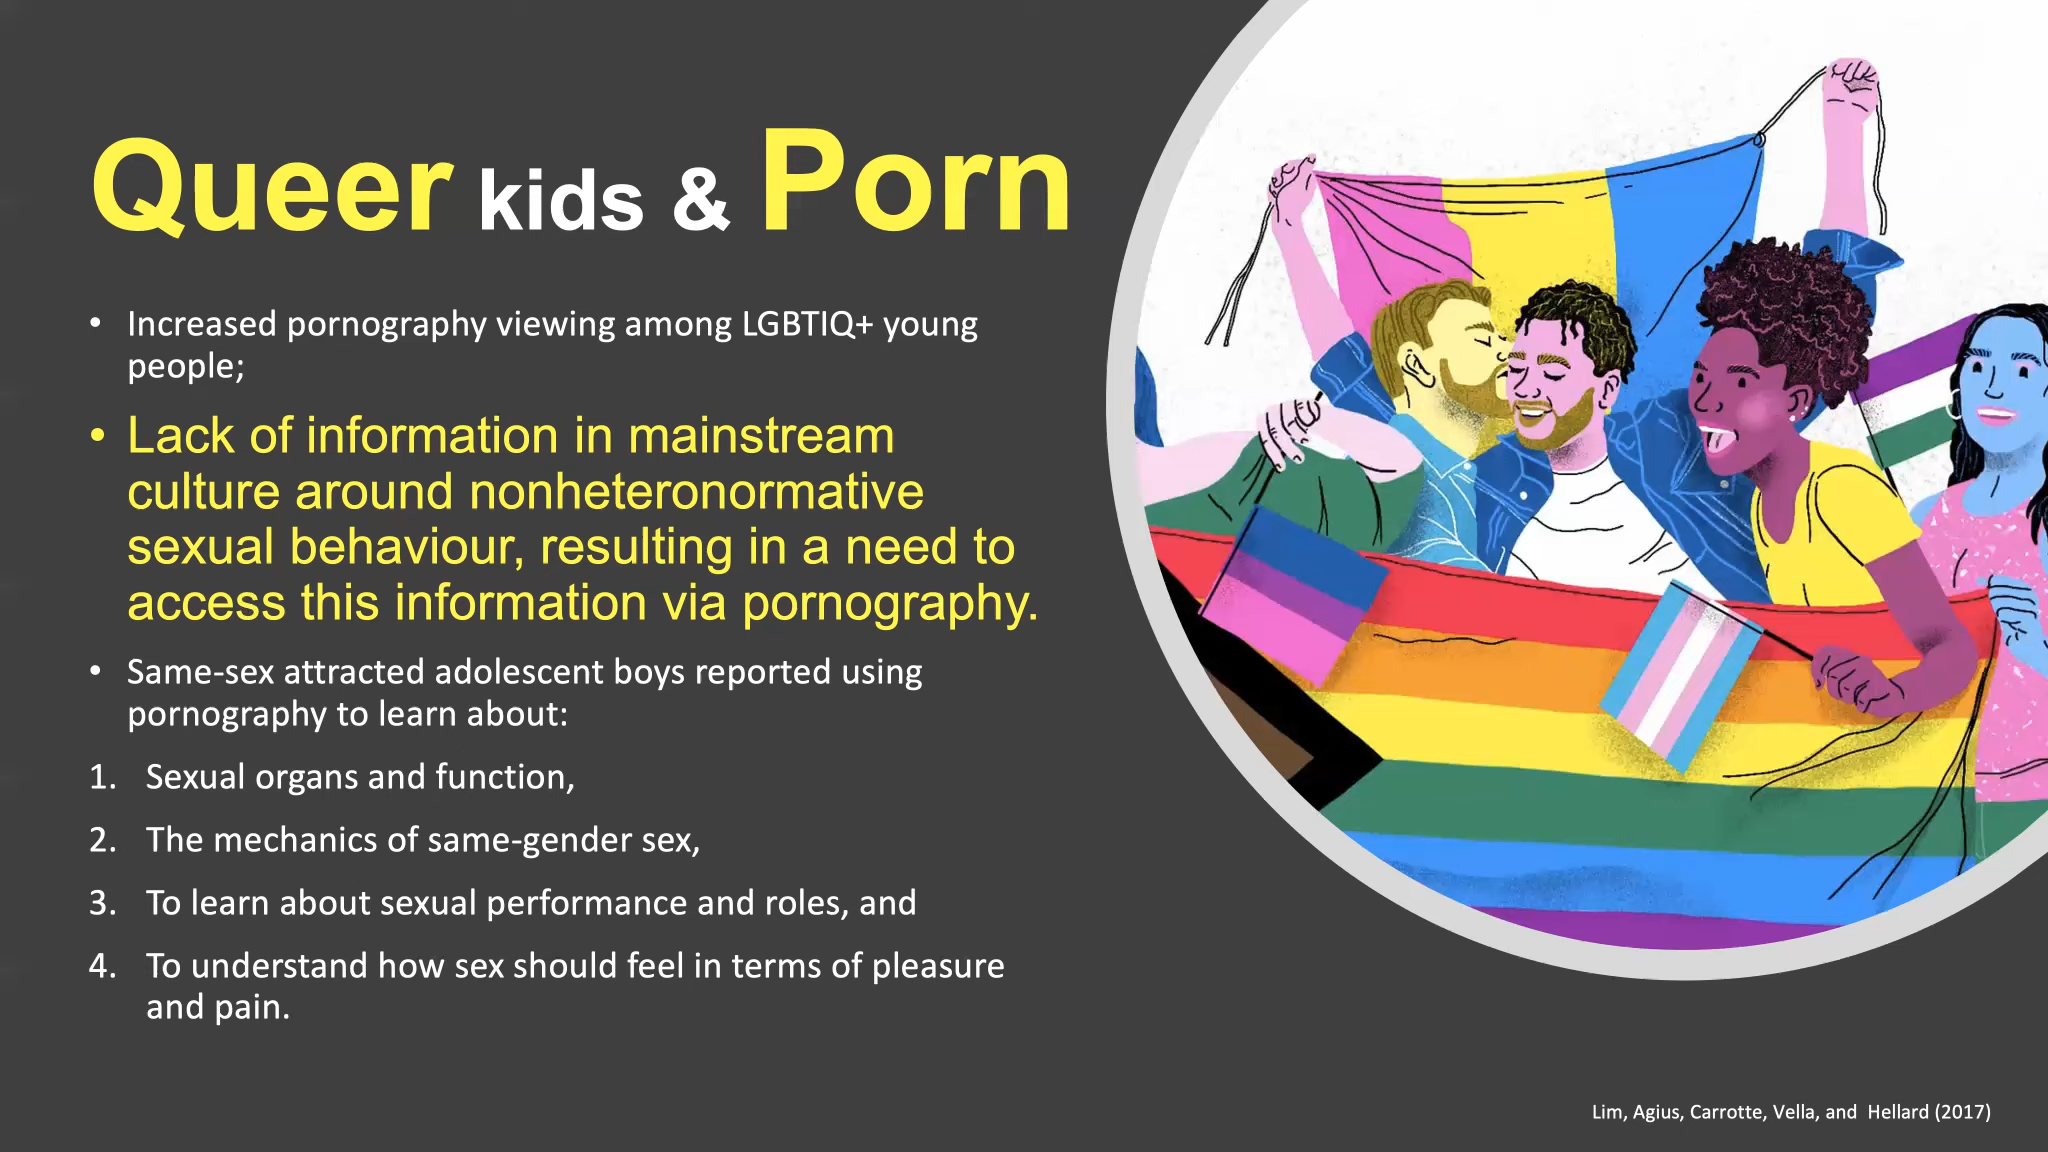 Queer kids & Porn
• Increased pornography viewing among LGBTIQ+ young
people;
• Lack of information in mainstream
culture around nonheteronormative
sexual behaviour, resulting in a need to
access this information via pornography.
• Same-sex attracted adolescent boys reported using
pornography to learn about:
1. Sexual organs and function,
2. The mechanics of same-gender sex,
3. To learn about sexual performance and roles, and
4. To understand how sex should feel in terms of pleasure
and pain.
Lim, Agius, Carrotte, Vella, and Hellard (2017)